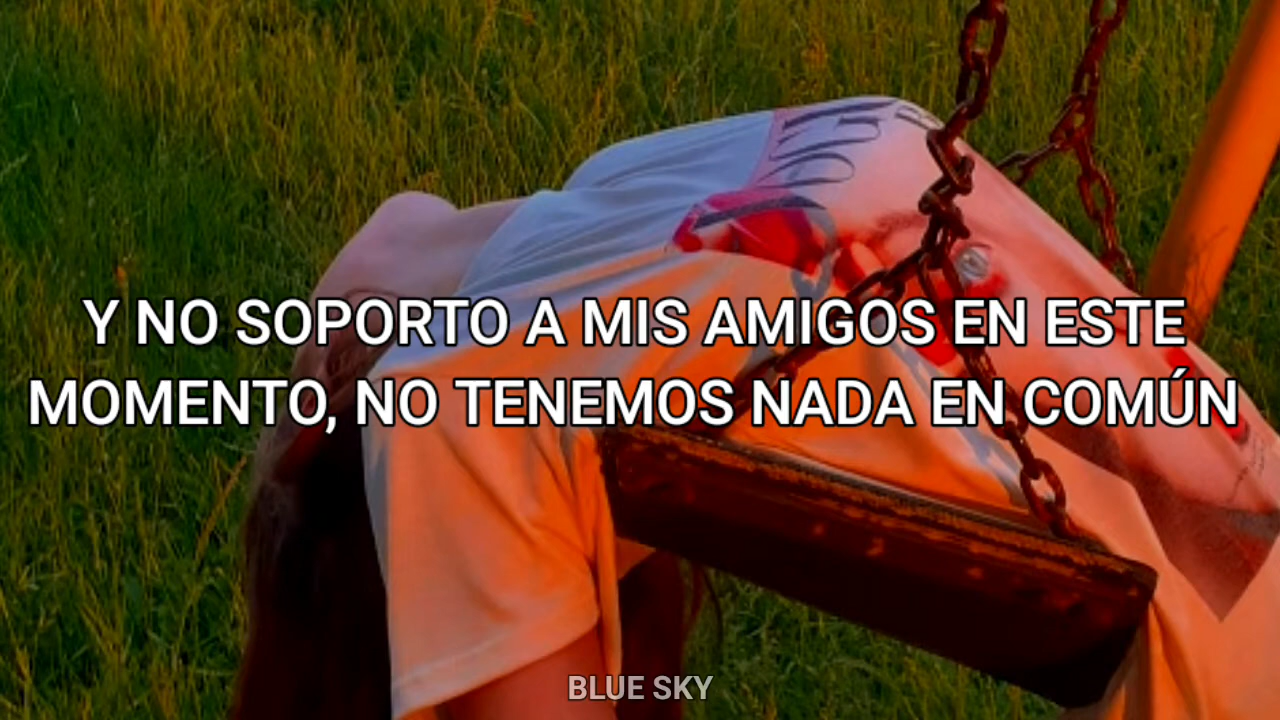 Y NO SOPORTO A MIS AMIGOS EN ESTE
MOMENTO, NO TENEMOS NADA EN COMÚN
BLUE SKY